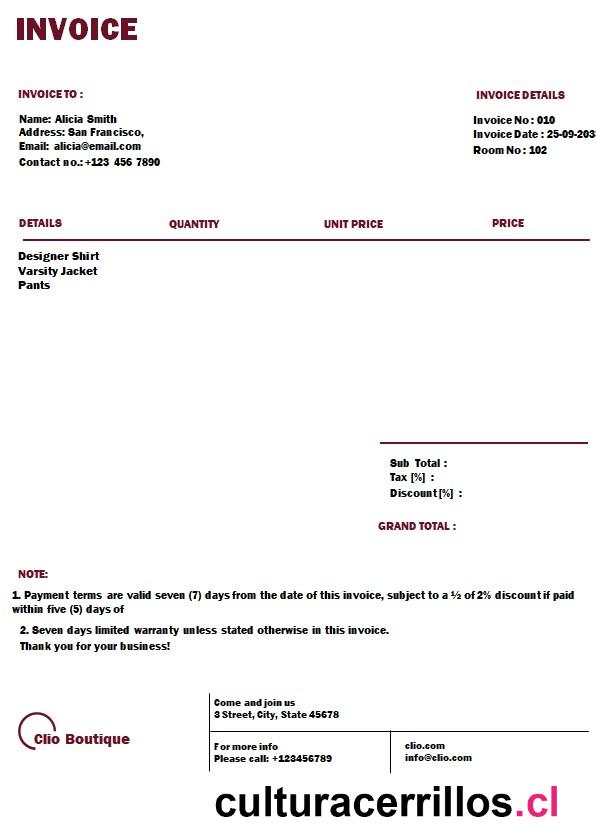 INVOICE
INVOICE TO :
INVOICE DETAILS
Name: Alicia Smith
Address: San Francisco,
Email: alicia@email.com
Contact no.: +123 456 7890
Invoice No : 010
Invoice Date : 25-09-203
Room No : 102
DETAILS QUANTITY UNIT PRICE PRICE
Designer Shirt
Varsity Jacket
Pants
Sub Total :
Tax [%] :
Discount [%] :
GRAND TOTAL :
NOTE:
1. Payment terms are valid seven (7) days from the date of this invoice, subject to a ½ of 2% discount if paid
within five (5) days of
2. Seven days limited warranty unless stated otherwise in this invoice.
Thank you for your business!
Clio Boutique
Come and join us
3 Street, City, State 45678
For more info
Please call: +123456789
clio.com
info@clio.com
culturacerrillos.cl